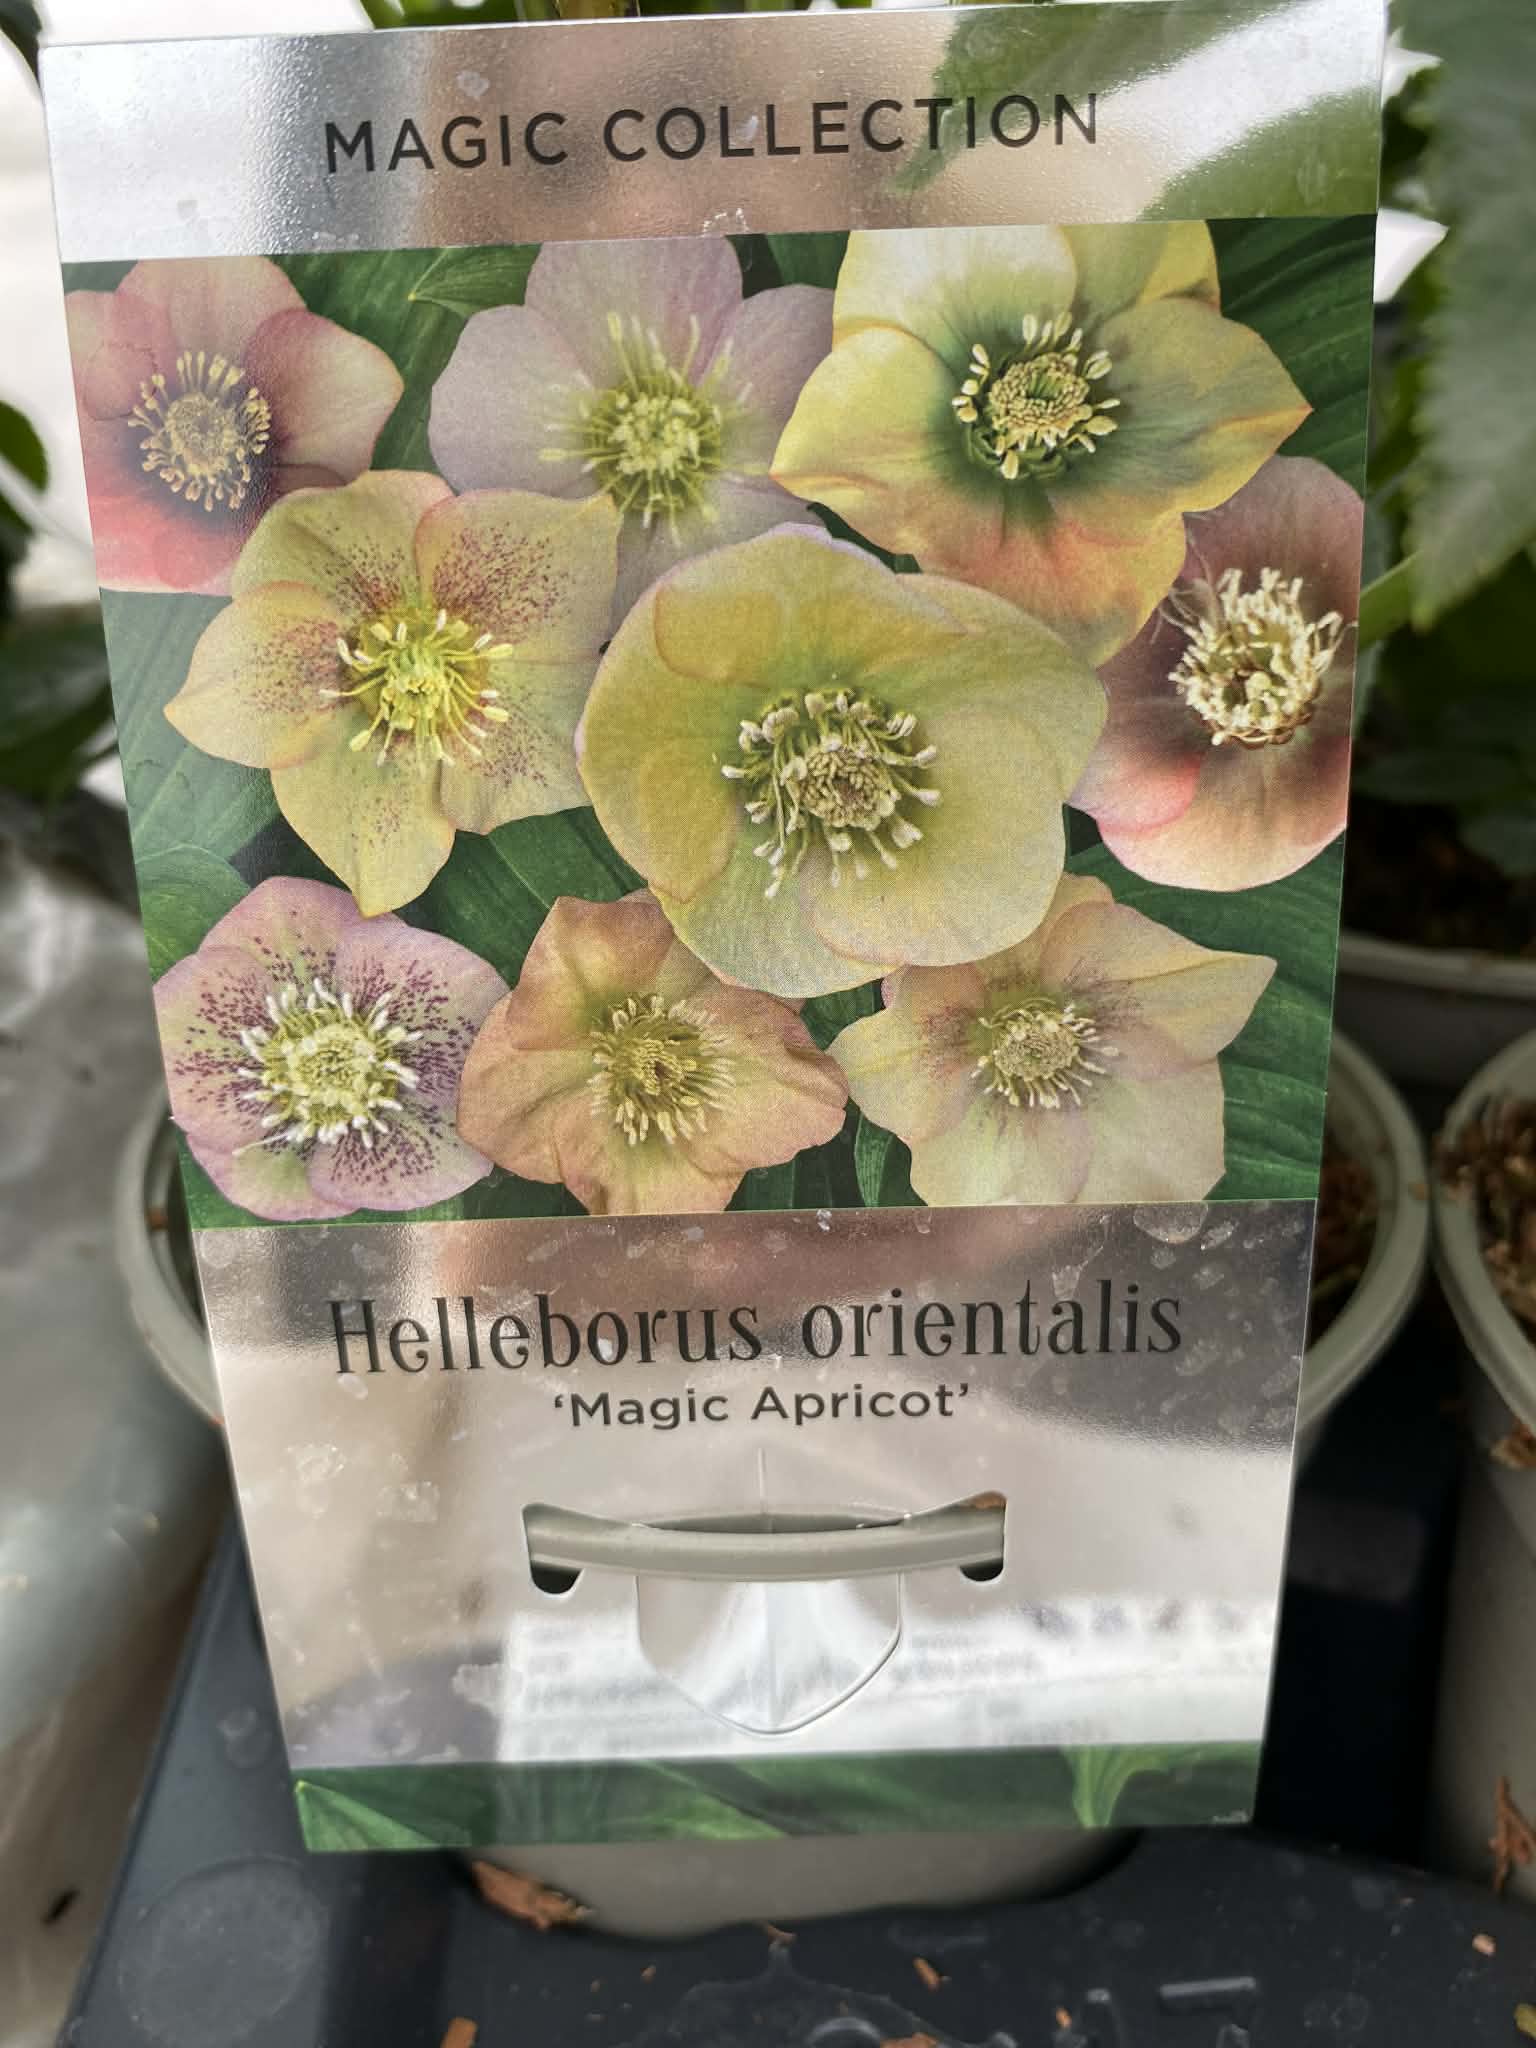 MAGIC COLLECTION
Helleborus orientalis
‘Magic Apricot’